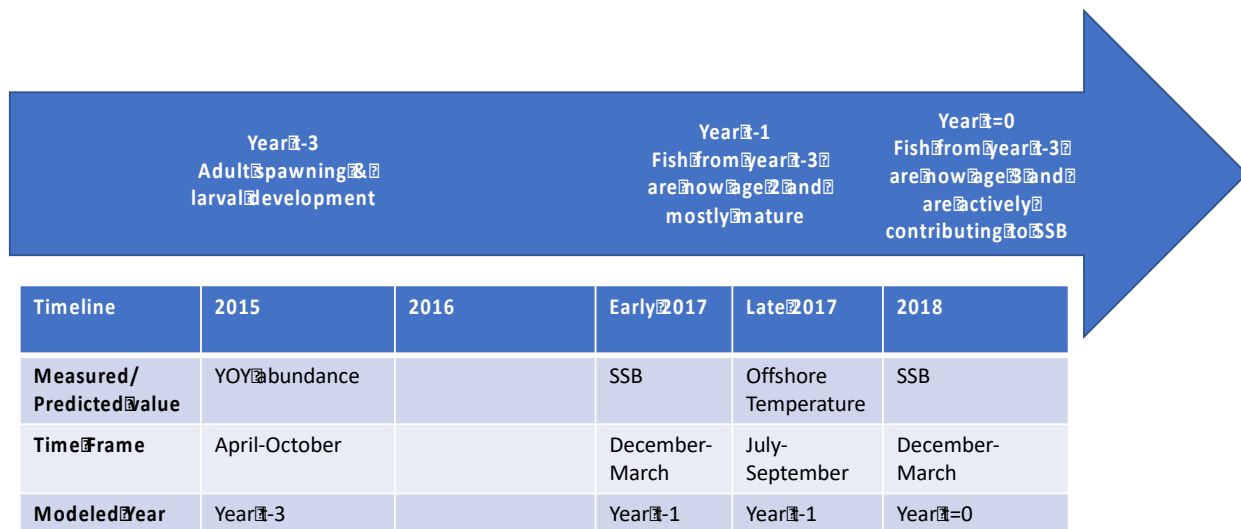 Year t-3
Adult spawning &
larval development
Year t-1
Fish from year t-3
are now age 2 and
mostly mature
Year t=0
Fish from year t-3
are now age 3 and
are actively
contributing to SSB
Timeline 2015 2016 Early 2017 Late 2017 2018
Measured/ YOY abundance SSB Offshore SSB
Predicted value Temperature
Time Frame April-October December- July- December-
March September March
Modeled Year Year t-3 Year t-1 Year t-1 Year t=0